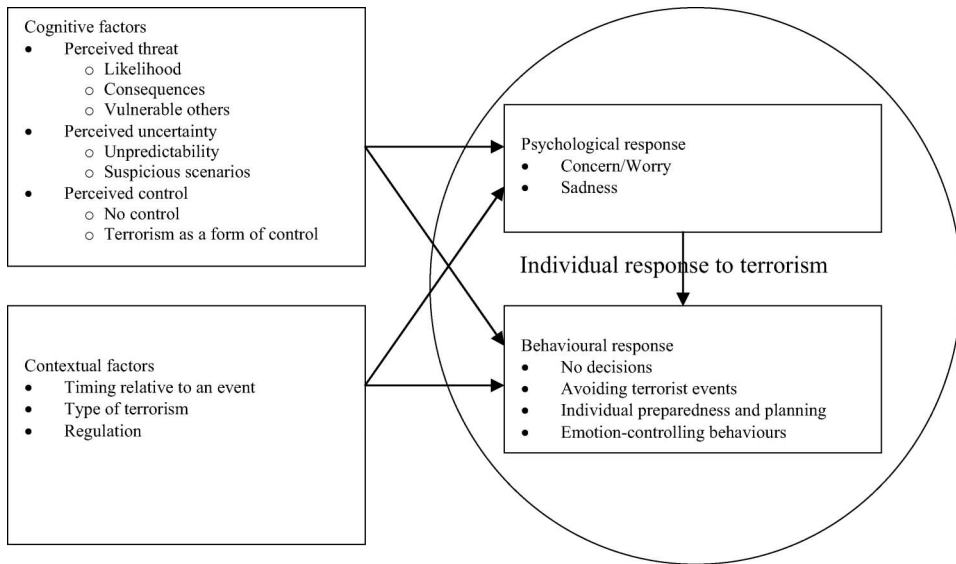 Cognitive factors
• Perceived threat
o Likelihood
o Consequences
o Vulnerable others
• Perceived uncertainty
o Unpredictability
o Suspicious scenarios
• Perceived control
o No control
o Terrorism as a form of control
Contextual factors
• Timing relative to an event
• Type of terrorism
• Regulation
Psychological response
• Concern/Worry
• Sadness
Individual response to terrorism
Behavioural response
• No decisions
• Avoiding terrorist events
• Individual preparedness and planning
• Emotion-controlling behaviours